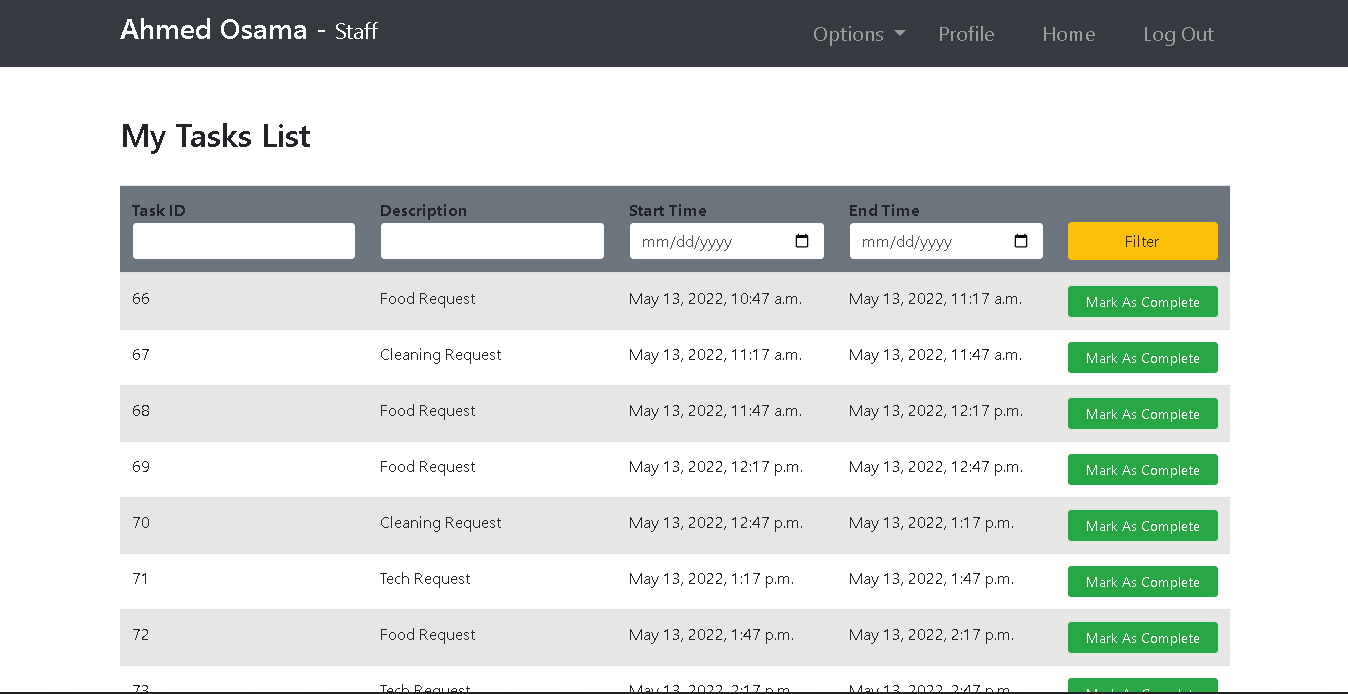 Ahmed Osama - Staff
Options Profile Home Log Out
My Tasks List
Task ID Description Start Time End Time
mm/dd/yyyy mm/dd/yyyy Filter
66 Food Request May 13, 2022, 10:47 a.m. May 13, 2022, 11:17 a.m. Mark As Complete
67 Cleaning Request May 13, 2022, 11:17 a.m. May 13, 2022, 11:47 a.m. Mark As Complete
68 Food Request May 13, 2022, 11:47 a.m. May 13, 2022, 12:17 p.m. Mark As Complete
69 Food Request May 13, 2022, 12:17 p.m. May 13, 2022, 12:47 p.m. Mark As Complete
70 Cleaning Request May 13, 2022, 12:47 p.m. May 13, 2022, 1:17 p.m. Mark As Complete
71 Tech Request May 13, 2022, 1:17 p.m. May 13, 2022, 1:47 p.m. Mark As Complete
72 Food Request May 13, 2022, 1:47 p.m. May 13, 2022, 2:17 p.m. Mark As Complete
73 Tech Request May 13, 2022, 2:17 p.m. May 13, 2022, 2:47 p.m.